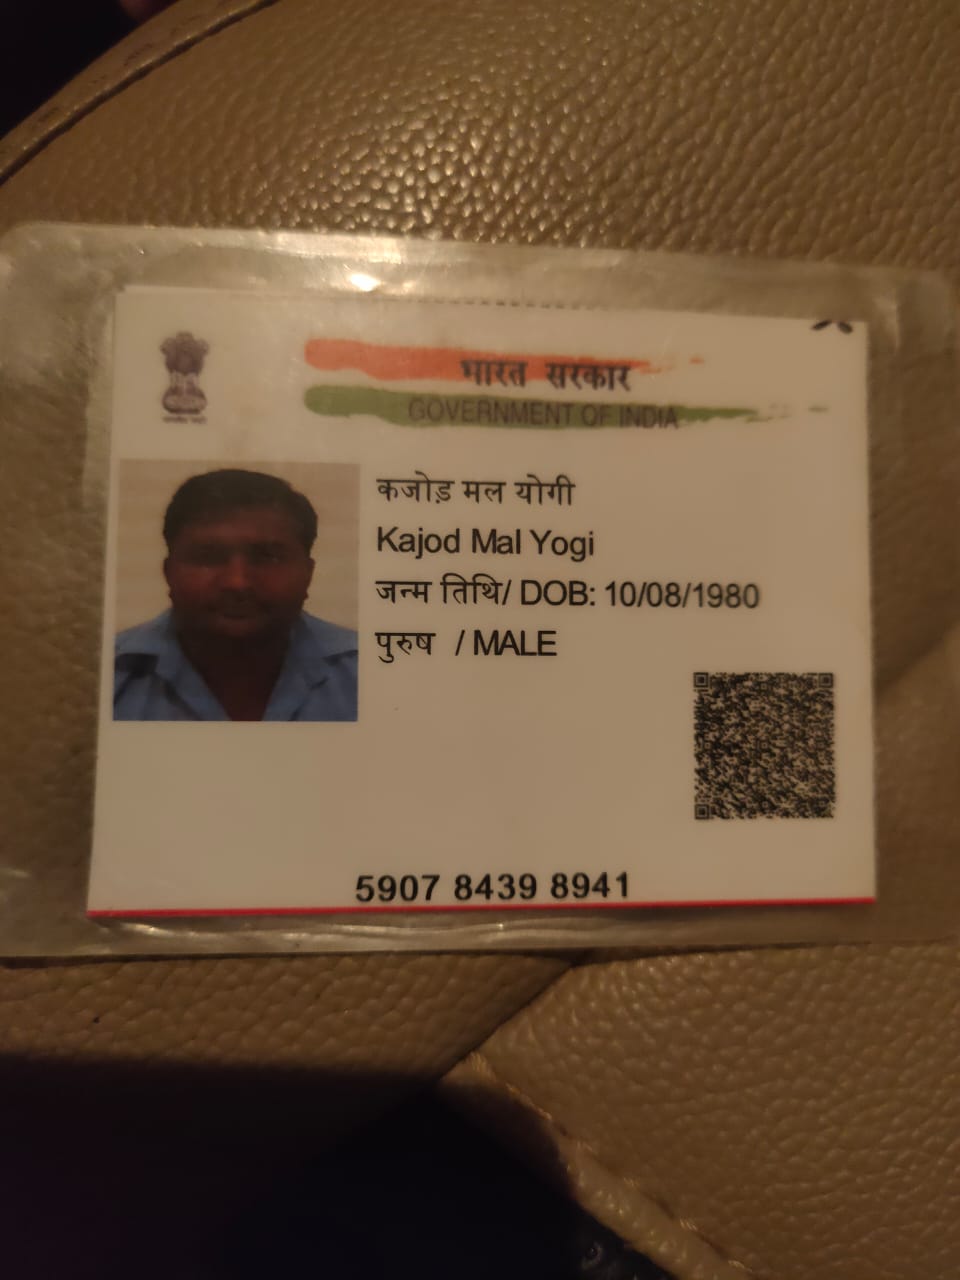 भारत सरकार
GOVERNMENT OF INDIA
कजोड़ मल योगी
Kajod Mal Yogi
जन्म तिथि/ DOB: 10/08/1980
पुरुष / MALE
5907 8439 8941